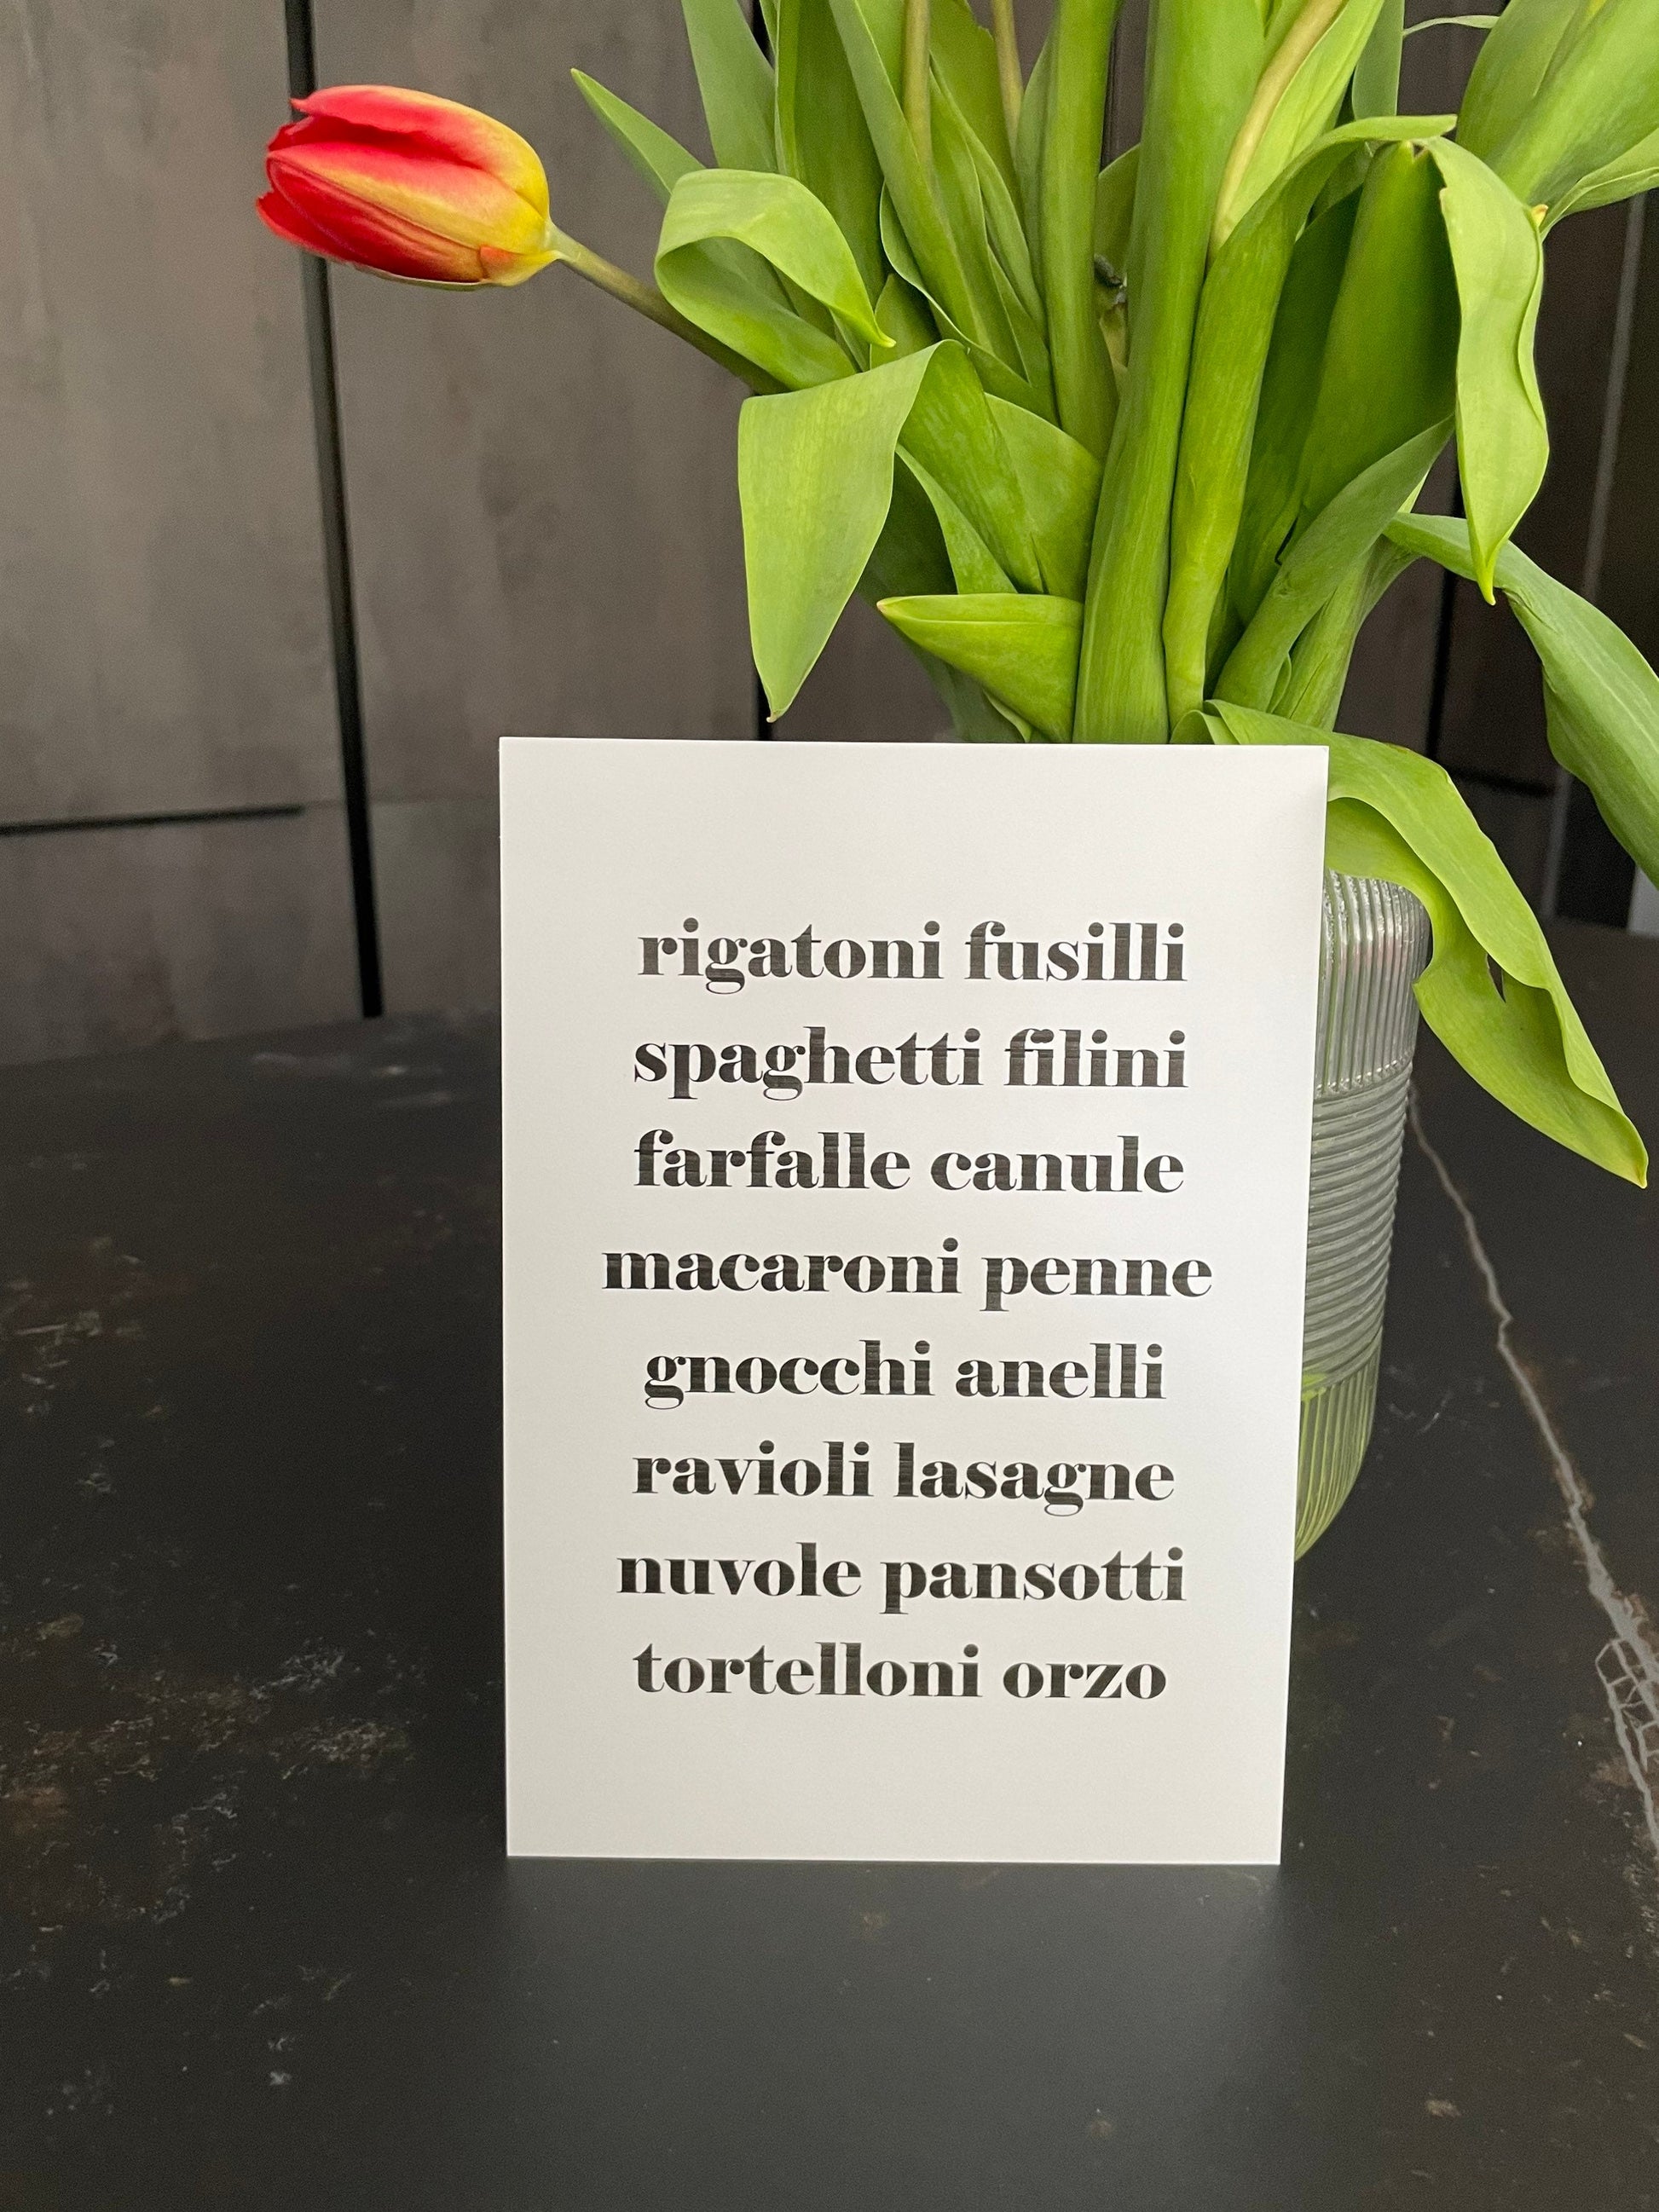 rigatoni fusilli
spaghetti filini
farfalle canule
macaroni penne
gnocchi anelli
ravioli lasagne
nuvole pansotti
tortelloni orzo